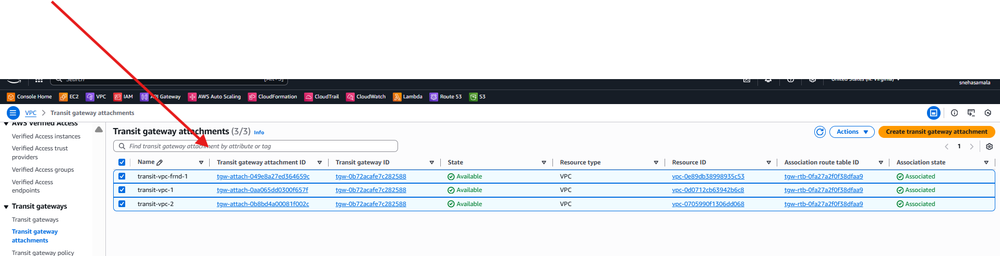 Search
[Alt+S]
United States (N. Virginia)
snehasamala
Console Home EC2 VPC IAM API Gateway AWS Auto Scaling CloudFormation CloudTrail CloudWatch Lambda Route 53 S3
VPC > Transit gateway attachments
AWS Verified Access
Verified Access instances
Verified Access trust
providers
Verified Access groups
Verified Access
endpoints
Transit gateways
Transit gateways
Transit gateway
attachments
Transit gateway policy
Transit gateway attachments (3/3) Info
Actions
Create transit gateway attachment
Find transit gateway attachment by attribute or tag
1
Name Transit gateway attachment ID Transit gateway ID State Resource type Resource ID Association route table ID Association state
transit-vpc-frnd-1 tgw-attach-049e8a27ed364659c tgw-0b72acafe7c282588 Available VPC vpc-0e89db38998935c53 tgw-rtb-0fa27a2f0f38dfaa9 Associated
transit-vpc-1 tgw-attach-0aa065dd0300f657f tgw-0b72acafe7c282588 Available VPC vpc-0d0712cb63942b6c8 tgw-rtb-0fa27a2f0f38dfaa9 Associated
transit-vpc-2 tgw-attach-0b8bd4a00081f002c tgw-0b72acafe7c282588 Available VPC vpc-0705990f1306dd068 tgw-rtb-0fa27a2f0f38dfaa9 Associated